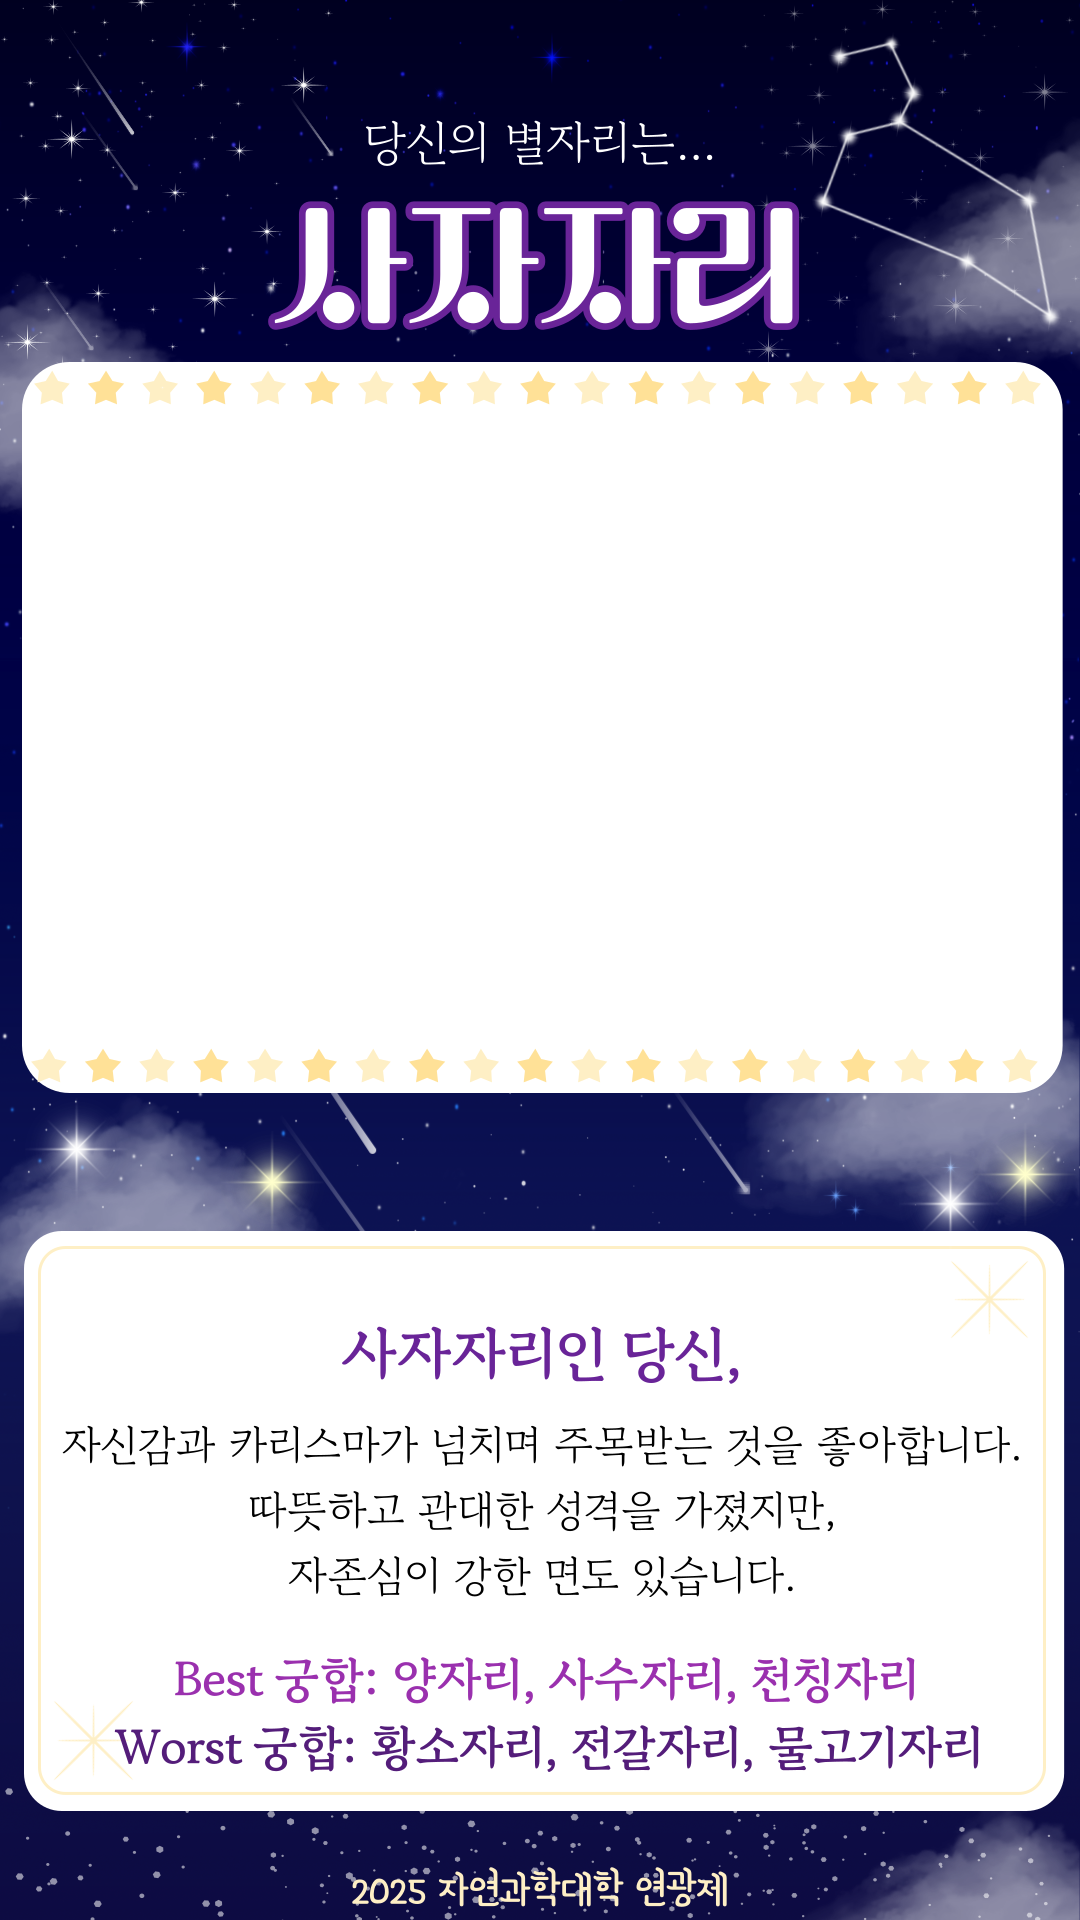 당신의 별자리는...
사자자리
사자자리인 당신,
자신감과 카리스마가 넘치며 주목받는 것을 좋아합니다.
따뜻하고 관대한 성격을 가졌지만,
자존심이 강한 면도 있습니다.
Best 궁합: 양자리, 사수자리, 천칭자리
Worst 궁합: 황소자리, 전갈자리, 물고기자리
2025 자연과학대학 연광제